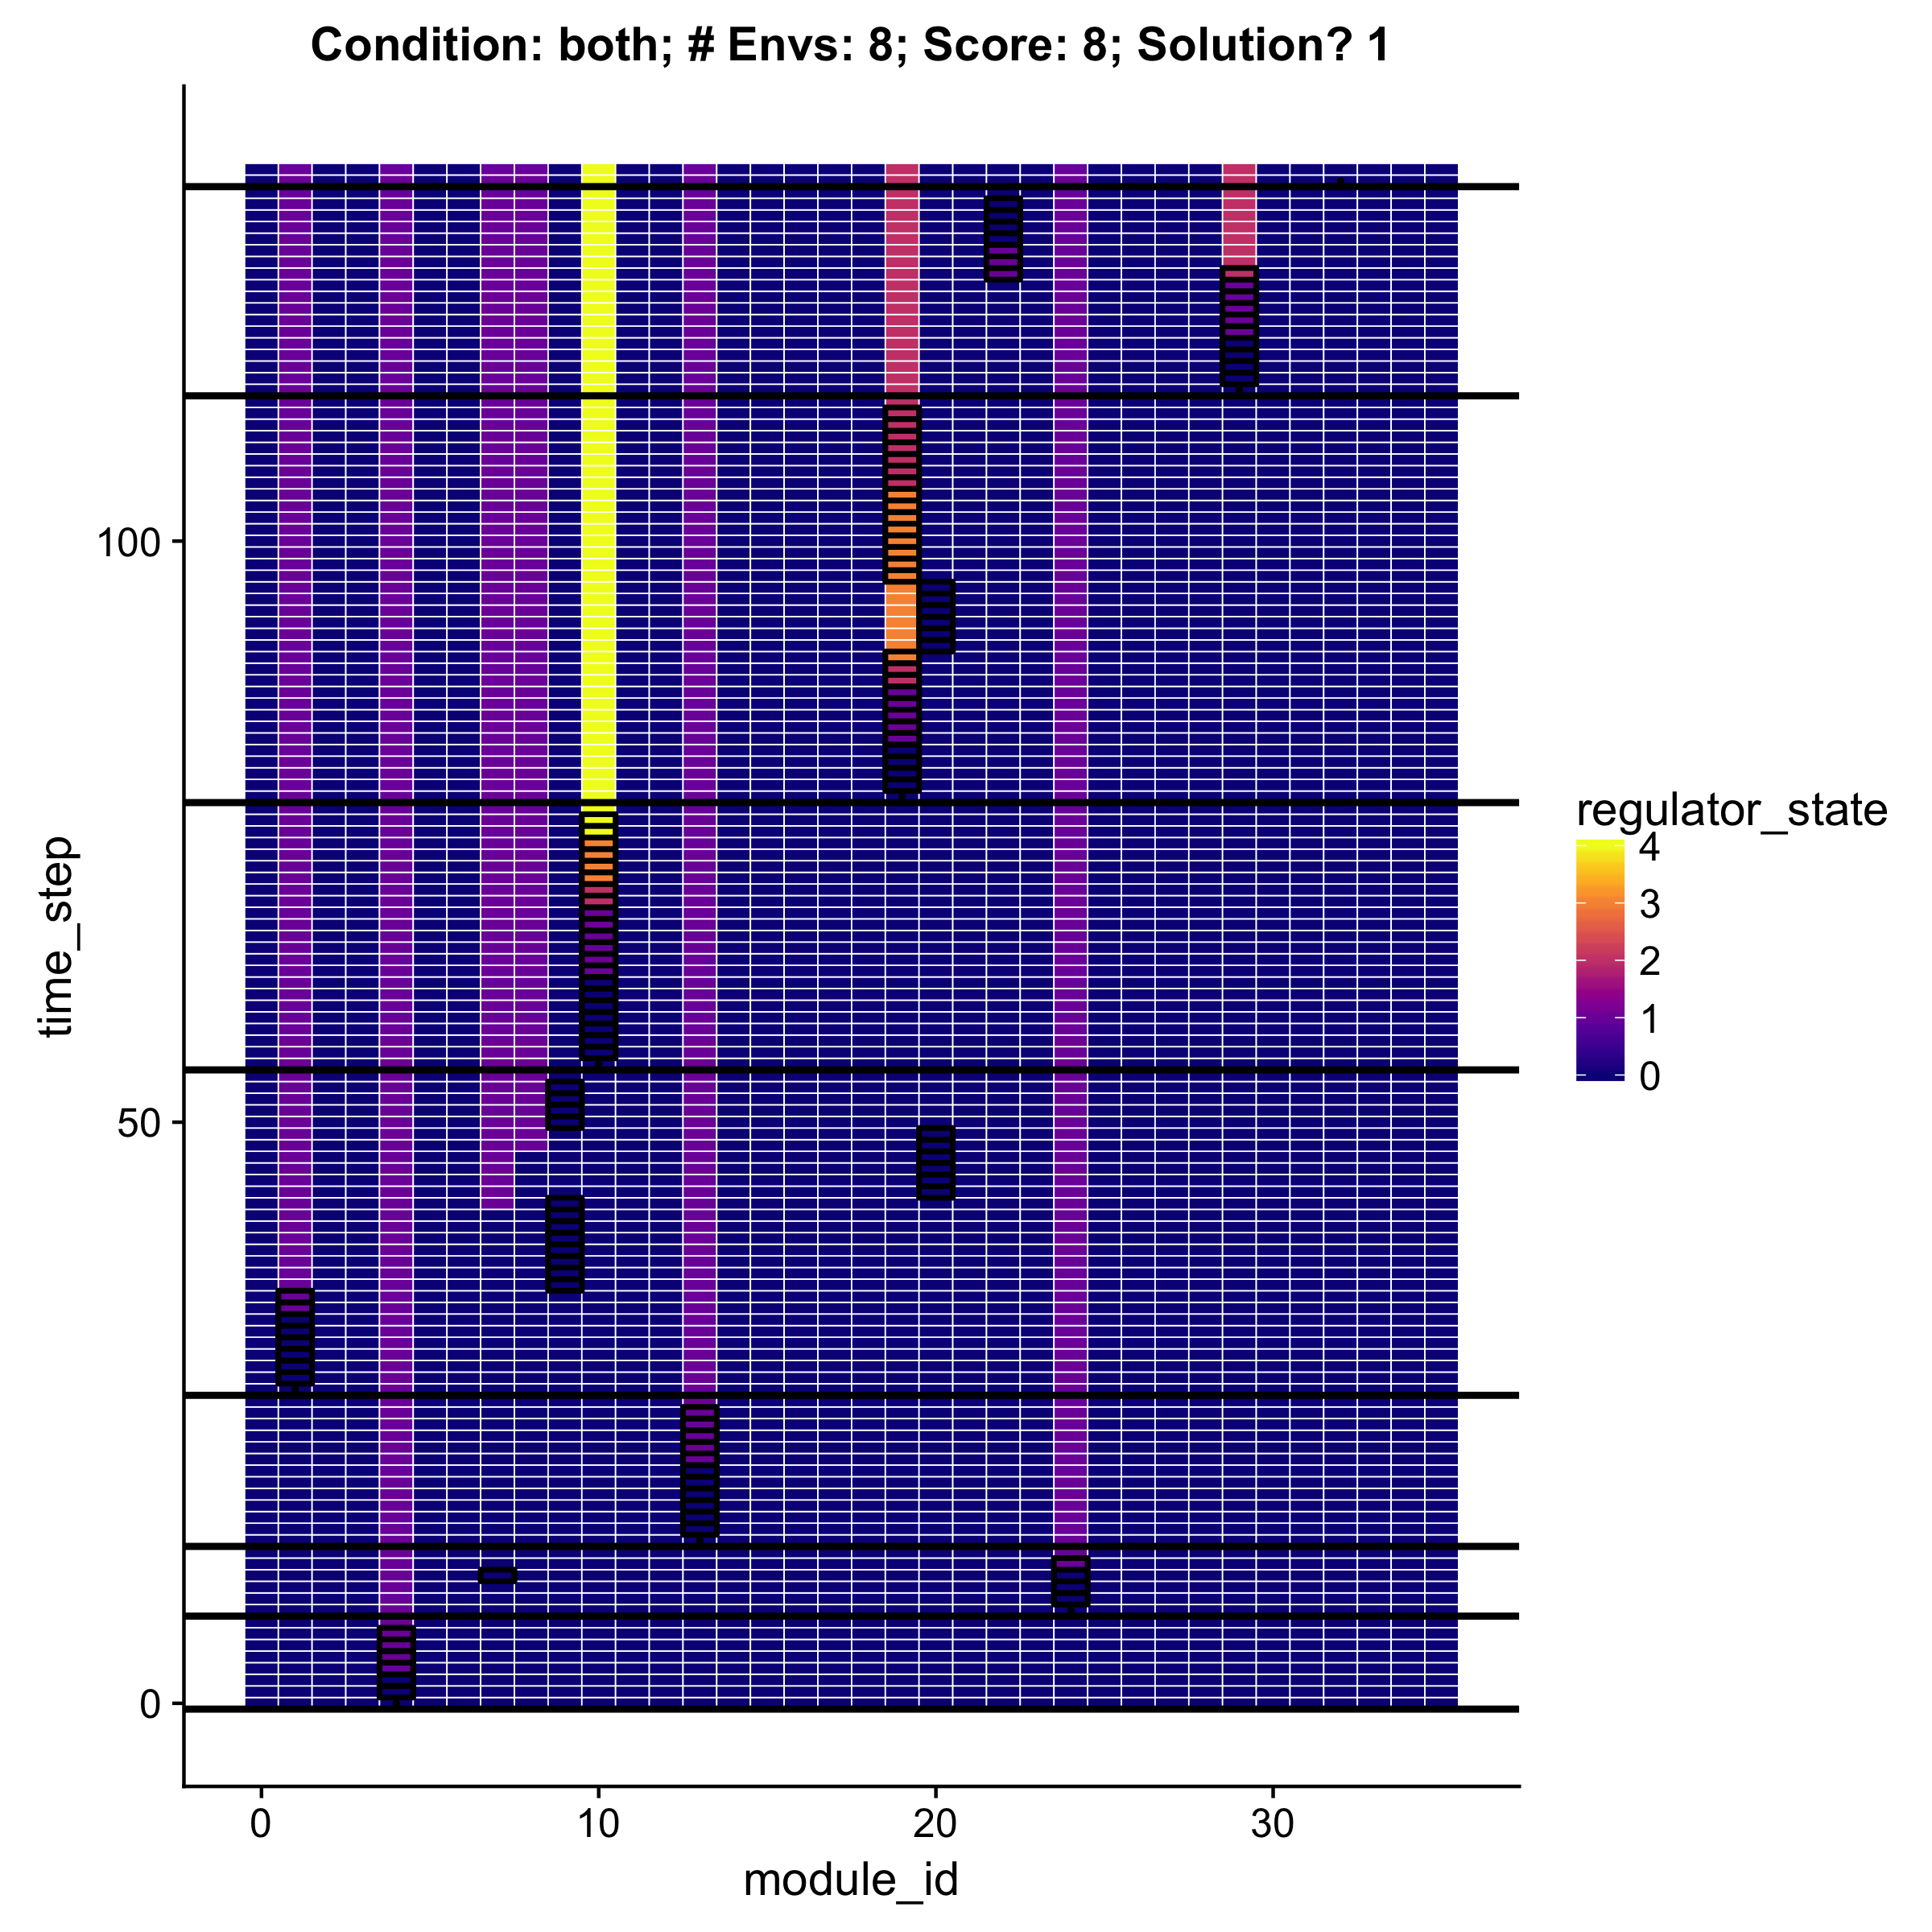 Condition: both; # Envs: 8; Score: 8; Solution? 1
time_step
100
50
0
0 10 20 30
module_id
regulator_state
4
3
2
1
0